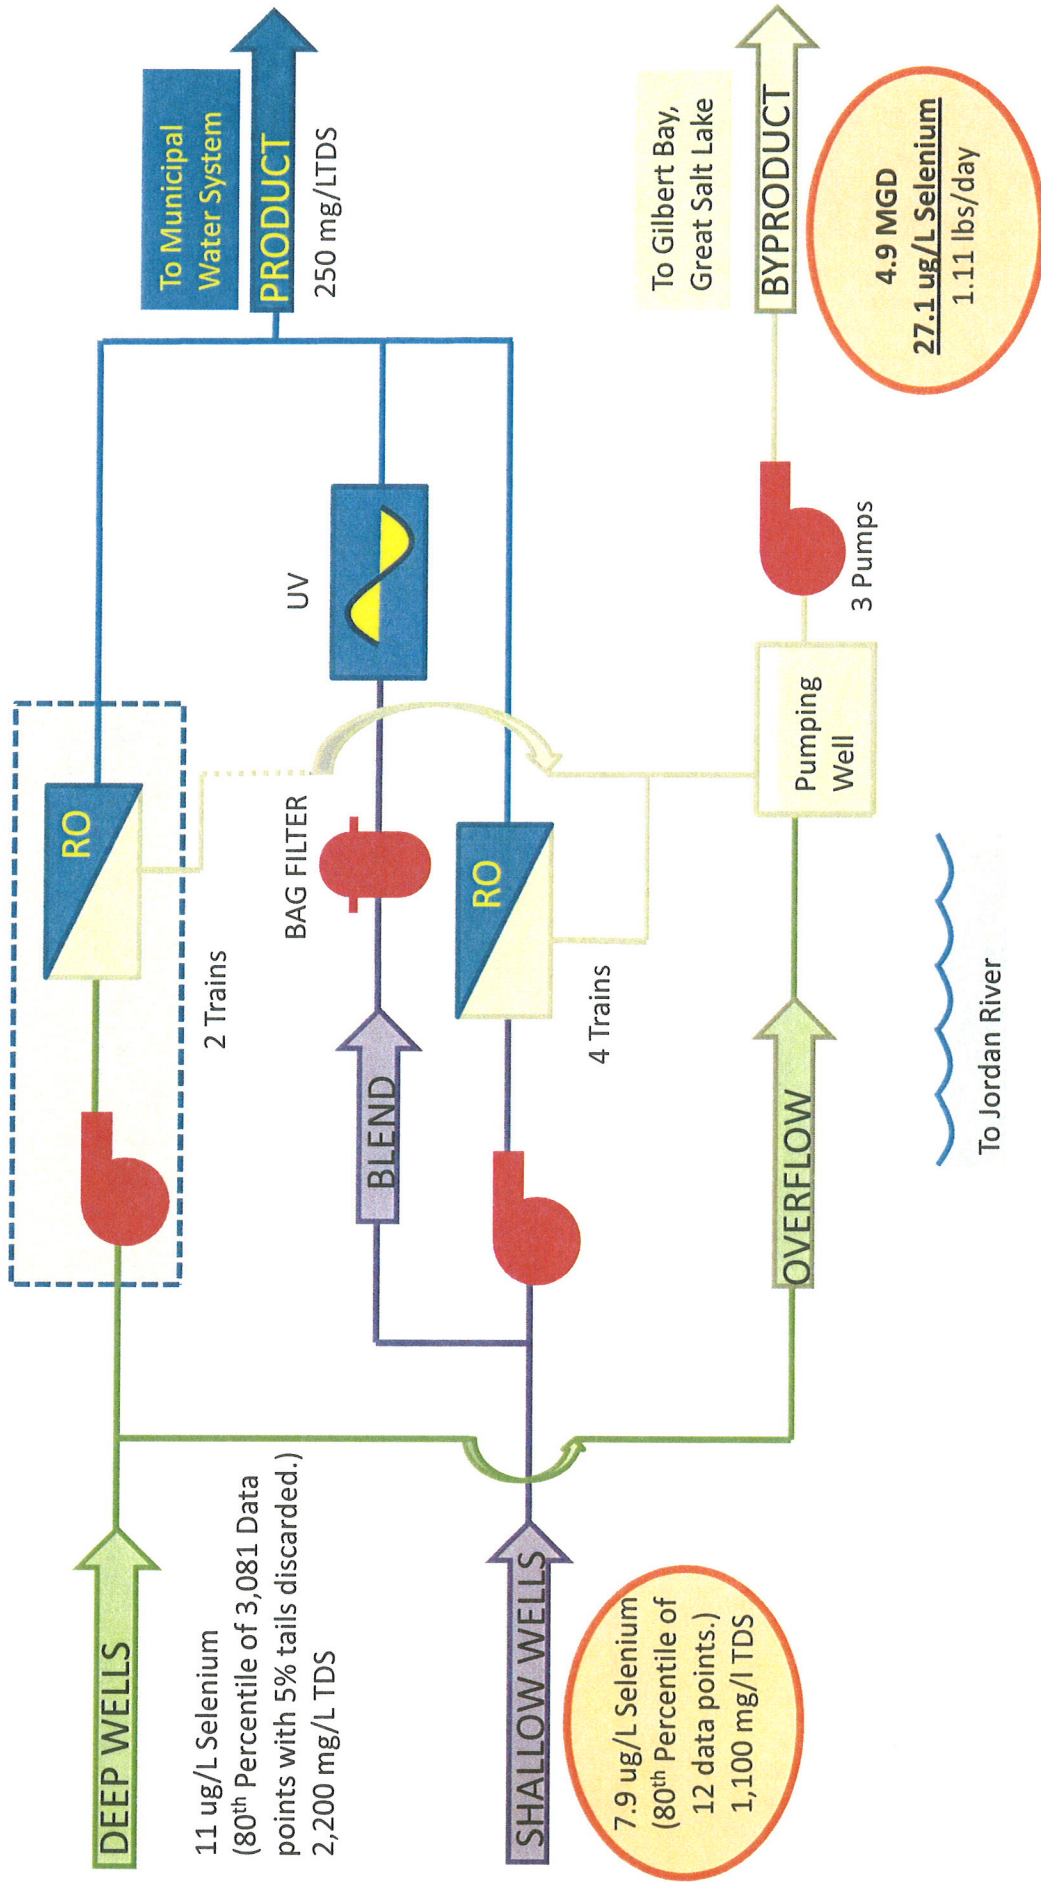 DEEP WELLS
11 ug/L Selenium
(80th Percentile of 3,081 Data
points with 5% tails discarded.)
2,200 mg/L TDS
SHALLOW WELLS
7.9 ug/L Selenium
(80th Percentile of
12 data points.)
1,100 mg/l TDS
RO
2 Trains
BLEND
BAG FILTER
UV
RO
4 Trains
OVERFLOW
Pumping
Well
3 Pumps
To Jordan River
To Municipal
Water System
PRODUCT
250 mg/LTDS
To Gilbert Bay,
Great Salt Lake
BYPRODUCT
4.9 MGD
27.1 ug/L Selenium
1.11 lbs/day